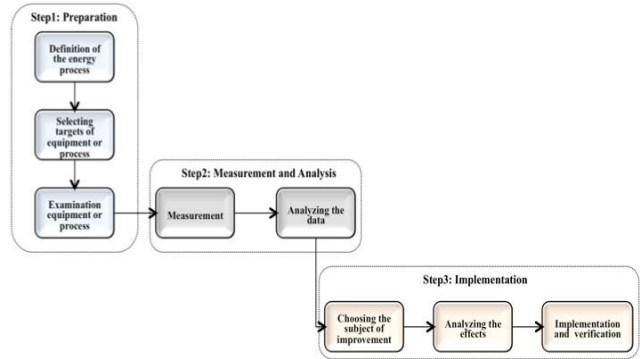 Step1: Preparation
Definition of
the energy
process
Selecting
targets of
equipment or
process
Examination
equipment or
process
Step2: Measurement and Analysis
Measurement
Analyzing the
data
Step3: Implementation
Choosing the
subject of
improvement
Analyzing the
effects
Implementation
and verification